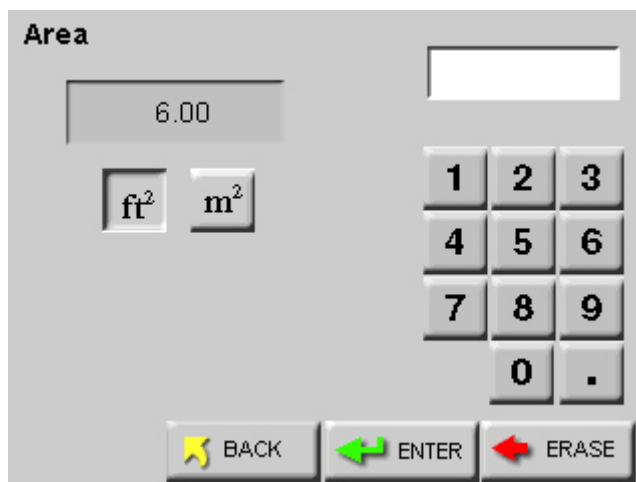 Area
6.00
ft²
m²
1 2 3
4 5 6
7 8 9
0 .
BACK ENTER ERASE